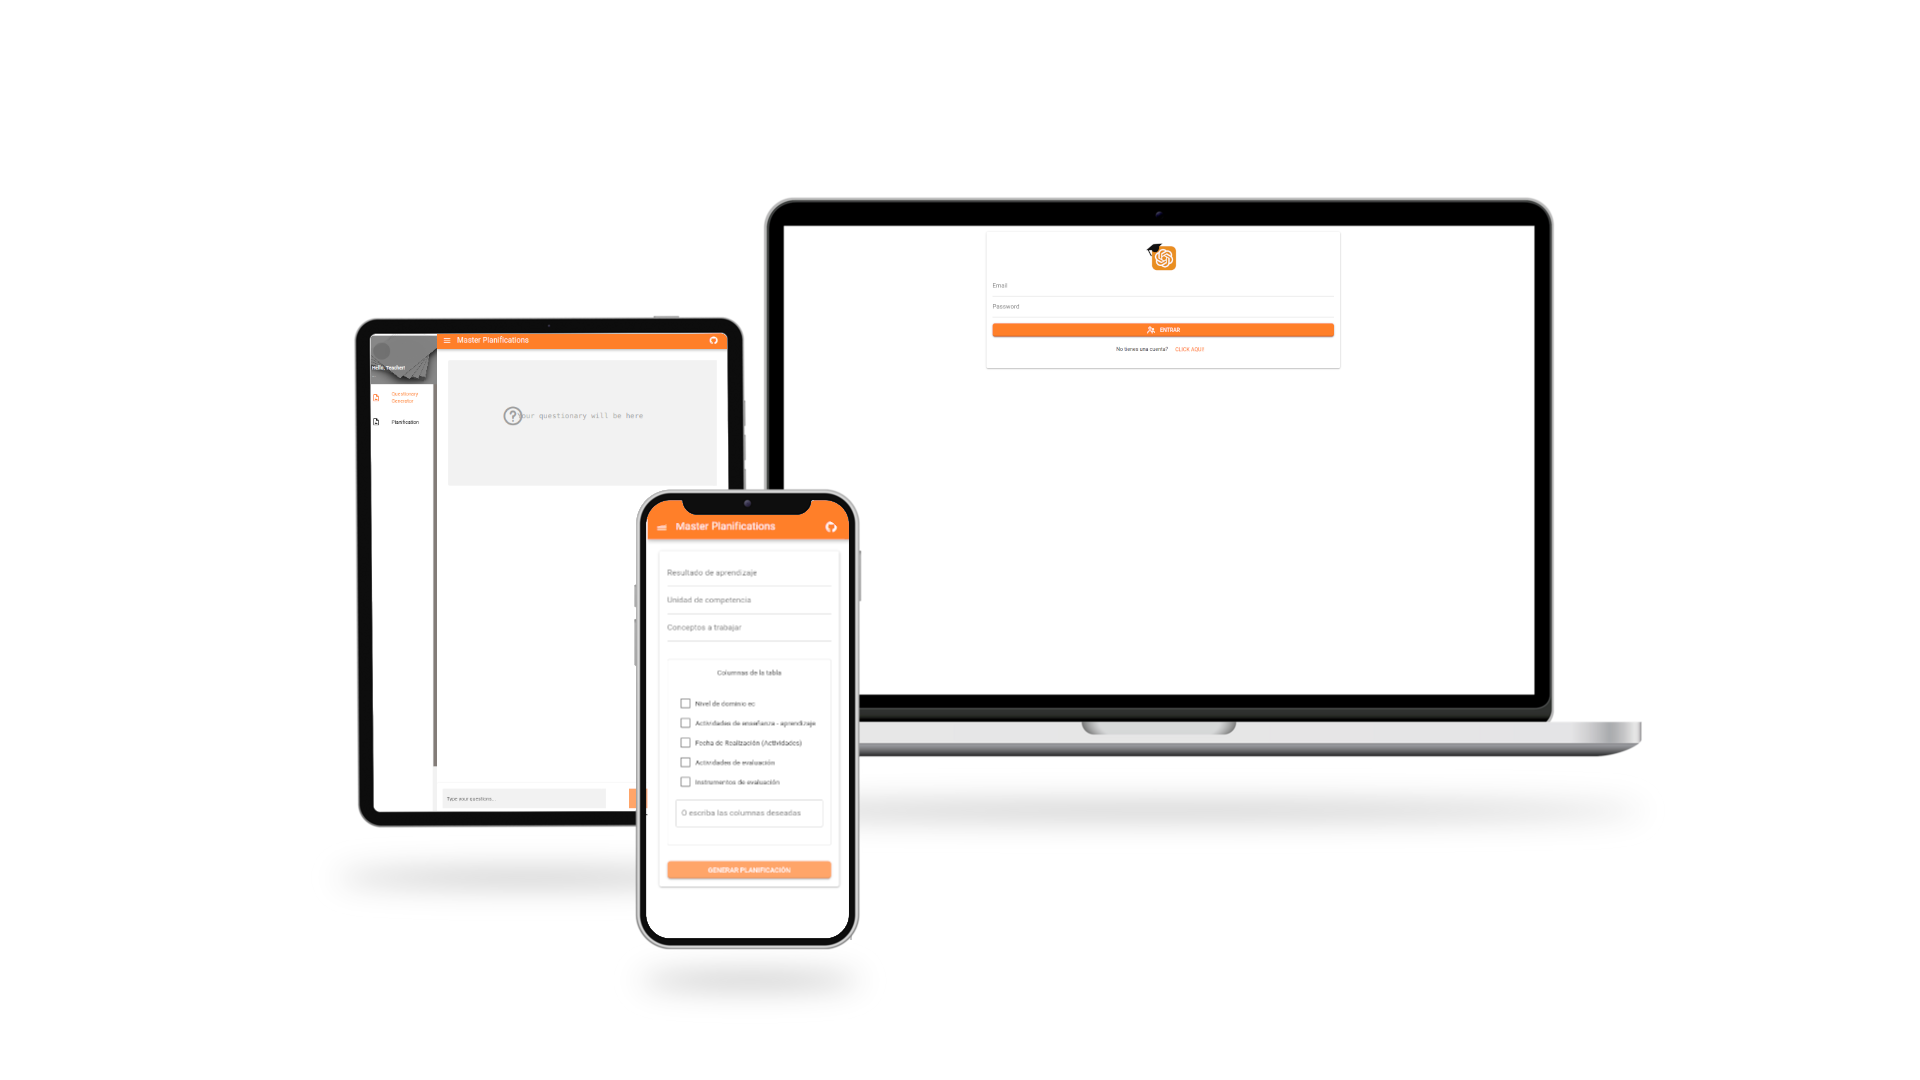 Master Planifications
Hello, Teacher!
Questionary
Generator
Planification
Your questionary will be here
Type your questions...
Master Planifications
Resultado de aprendizaje
Unidad de competencia
Conceptos a trabajar
Columnas de la tabla
Nivel de dominio ec
Actividades de enseñanza - aprendizaje
Fecha de Realización (Actividades)
Actividades de evaluación
Instrumentos de evaluación
O escriba las columnas deseadas
GENERAR PLANIFICACIÓN
Email
Password
ENTRAR
No tienes una cuenta? CLICK AQUI